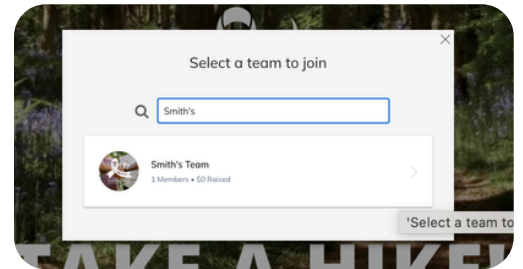 Select a team to join
Smith's
Smith's Team
1 Members • $0 Raised
'Select a team to
TAKE A HIKE!